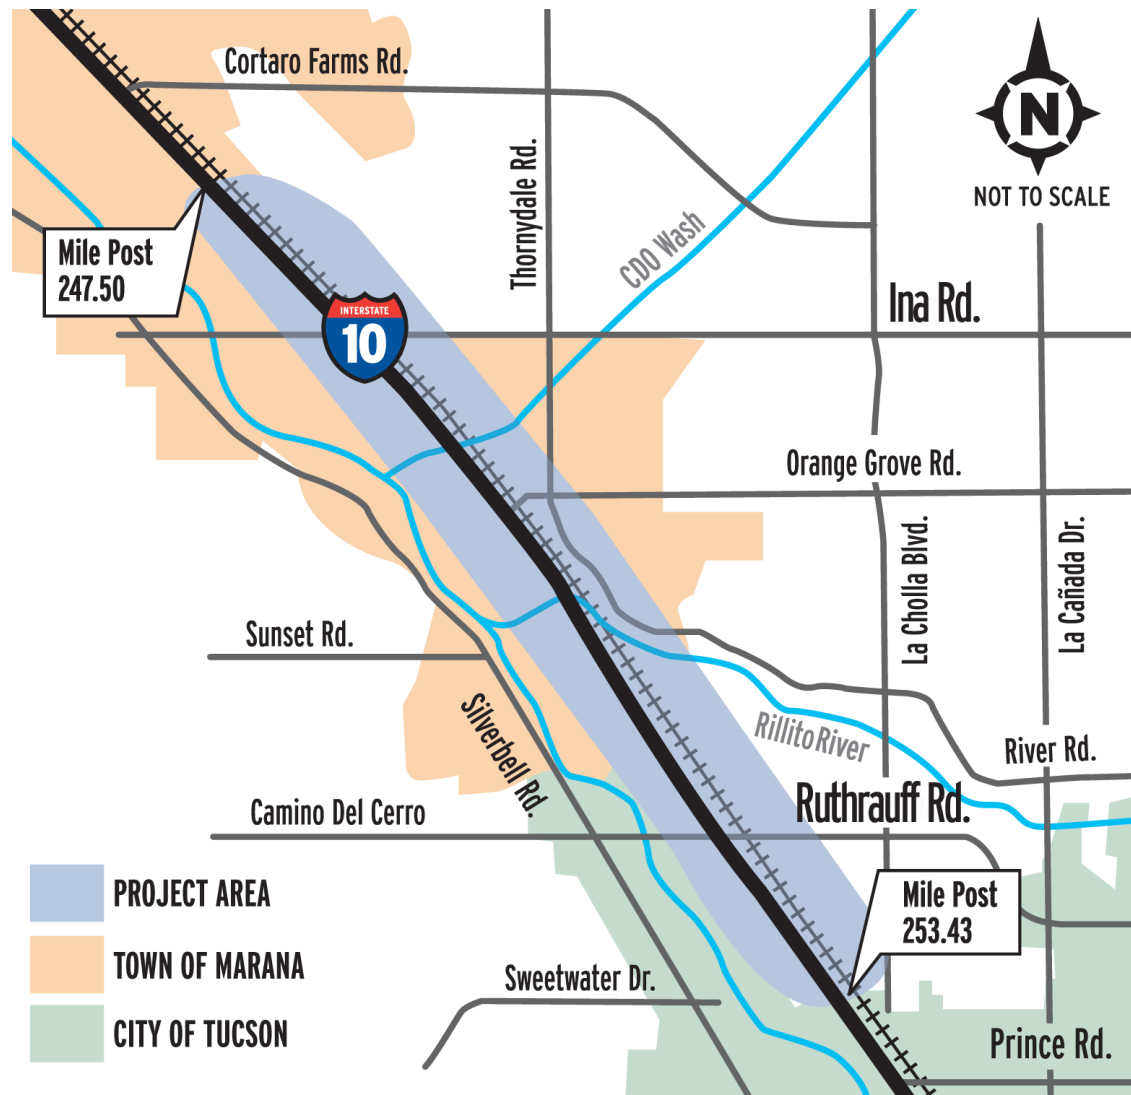 Cortaro Farms Rd.
N
NOT TO SCALE
Thornydale Rd.
CDO Wash
Mile Post
247.50
INTERSTATE
10
Ina Rd.
Orange Grove Rd.
La Cholla Blvd.
La Cañada Dr.
Sunset Rd.
Silverbell Rd.
Rillito River
River Rd.
Ruthrauff Rd.
Camino Del Cerro
Mile Post
253.43
PROJECT AREA
TOWN OF MARANA
CITY OF TUCSON
Sweetwater Dr.
Prince Rd.